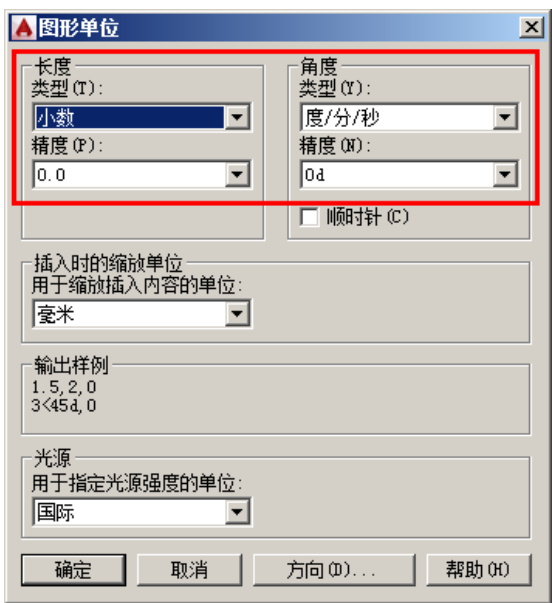 图形单位
长度
类型(T):
小数
精度(P):
0.0
角度
类型(Y):
度/分/秒
精度(N):
0d
顺时针(C)
插入时的缩放单位
用于缩放插入内容的单位:
毫米
输出样例
1.5,2,0
3<45d,0
光源
用于指定光源强度的单位:
国际
确定 取消 方向(D)... 帮助(H)